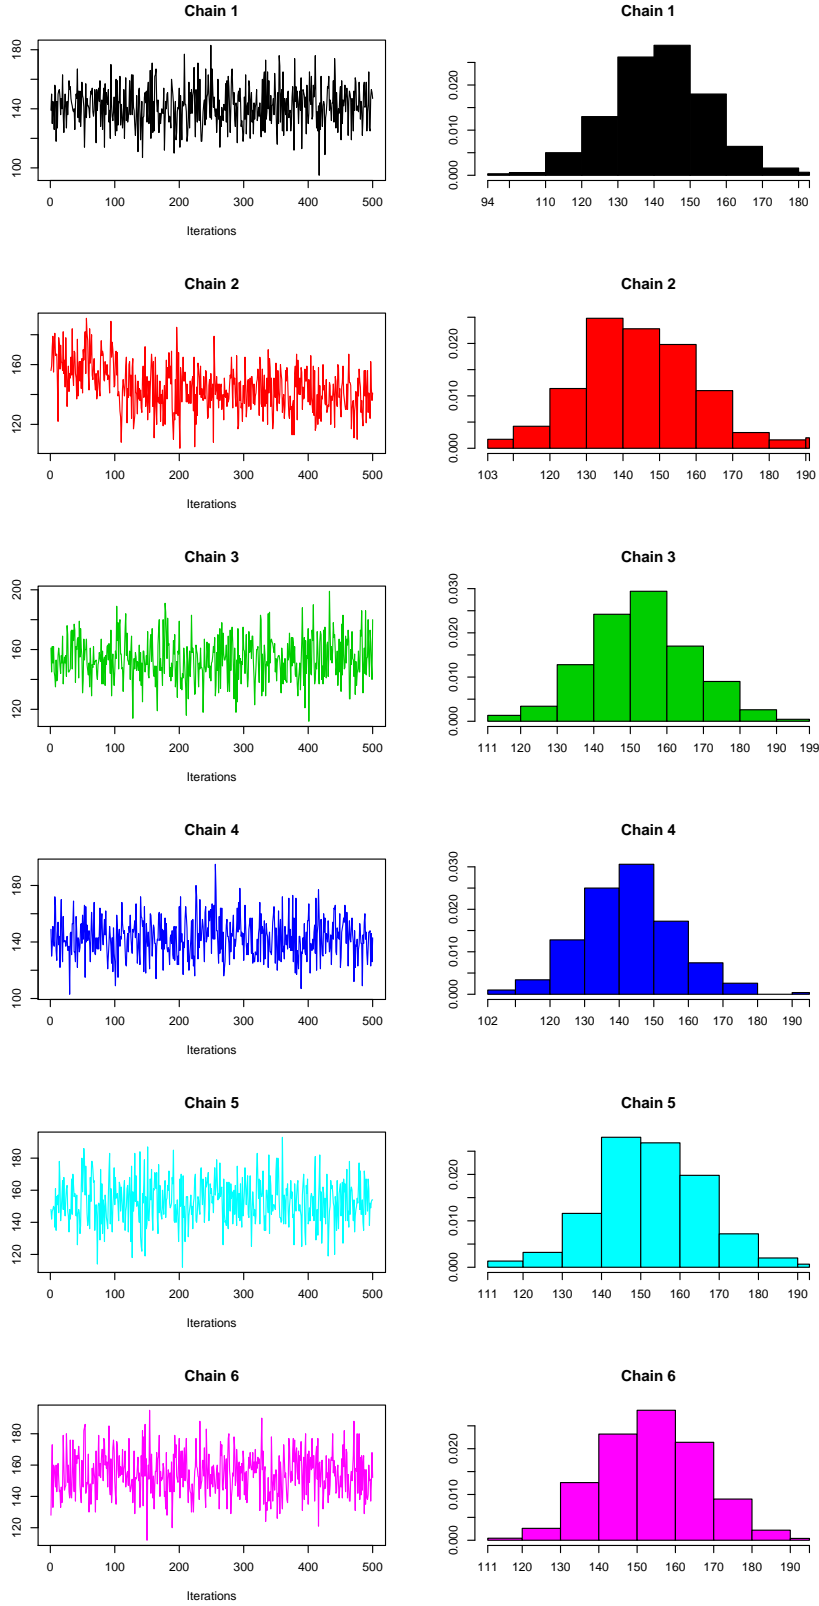 Chain 1
100 140 180
0 100 200 300 400 500
Iterations
Chain 1
0.000 0.010 0.020
94 110 120 130 140 150 160 170 180
Chain 2
120 160
0 100 200 300 400 500
Iterations
Chain 2
0.000 0.010 0.020
103 120 130 140 150 160 170 180 190
Chain 3
120 160 200
0 100 200 300 400 500
Iterations
Chain 3
0.000 0.010 0.020 0.030
111 120 130 140 150 160 170 180 199
Chain 4
100 140 180
0 100 200 300 400 500
Iterations
Chain 4
0.000 0.010 0.020 0.030
102 120 130 140 150 160 170 180 190
Chain 5
120 140 160 180
0 100 200 300 400 500
Iterations
Chain 5
0.000 0.010 0.020
111 120 130 140 150 160 170 180 190
Chain 6
120 140 160 180
0 100 200 300 400 500
Iterations
Chain 6
0.000 0.010 0.020
111 120 130 140 150 160 170 180 190